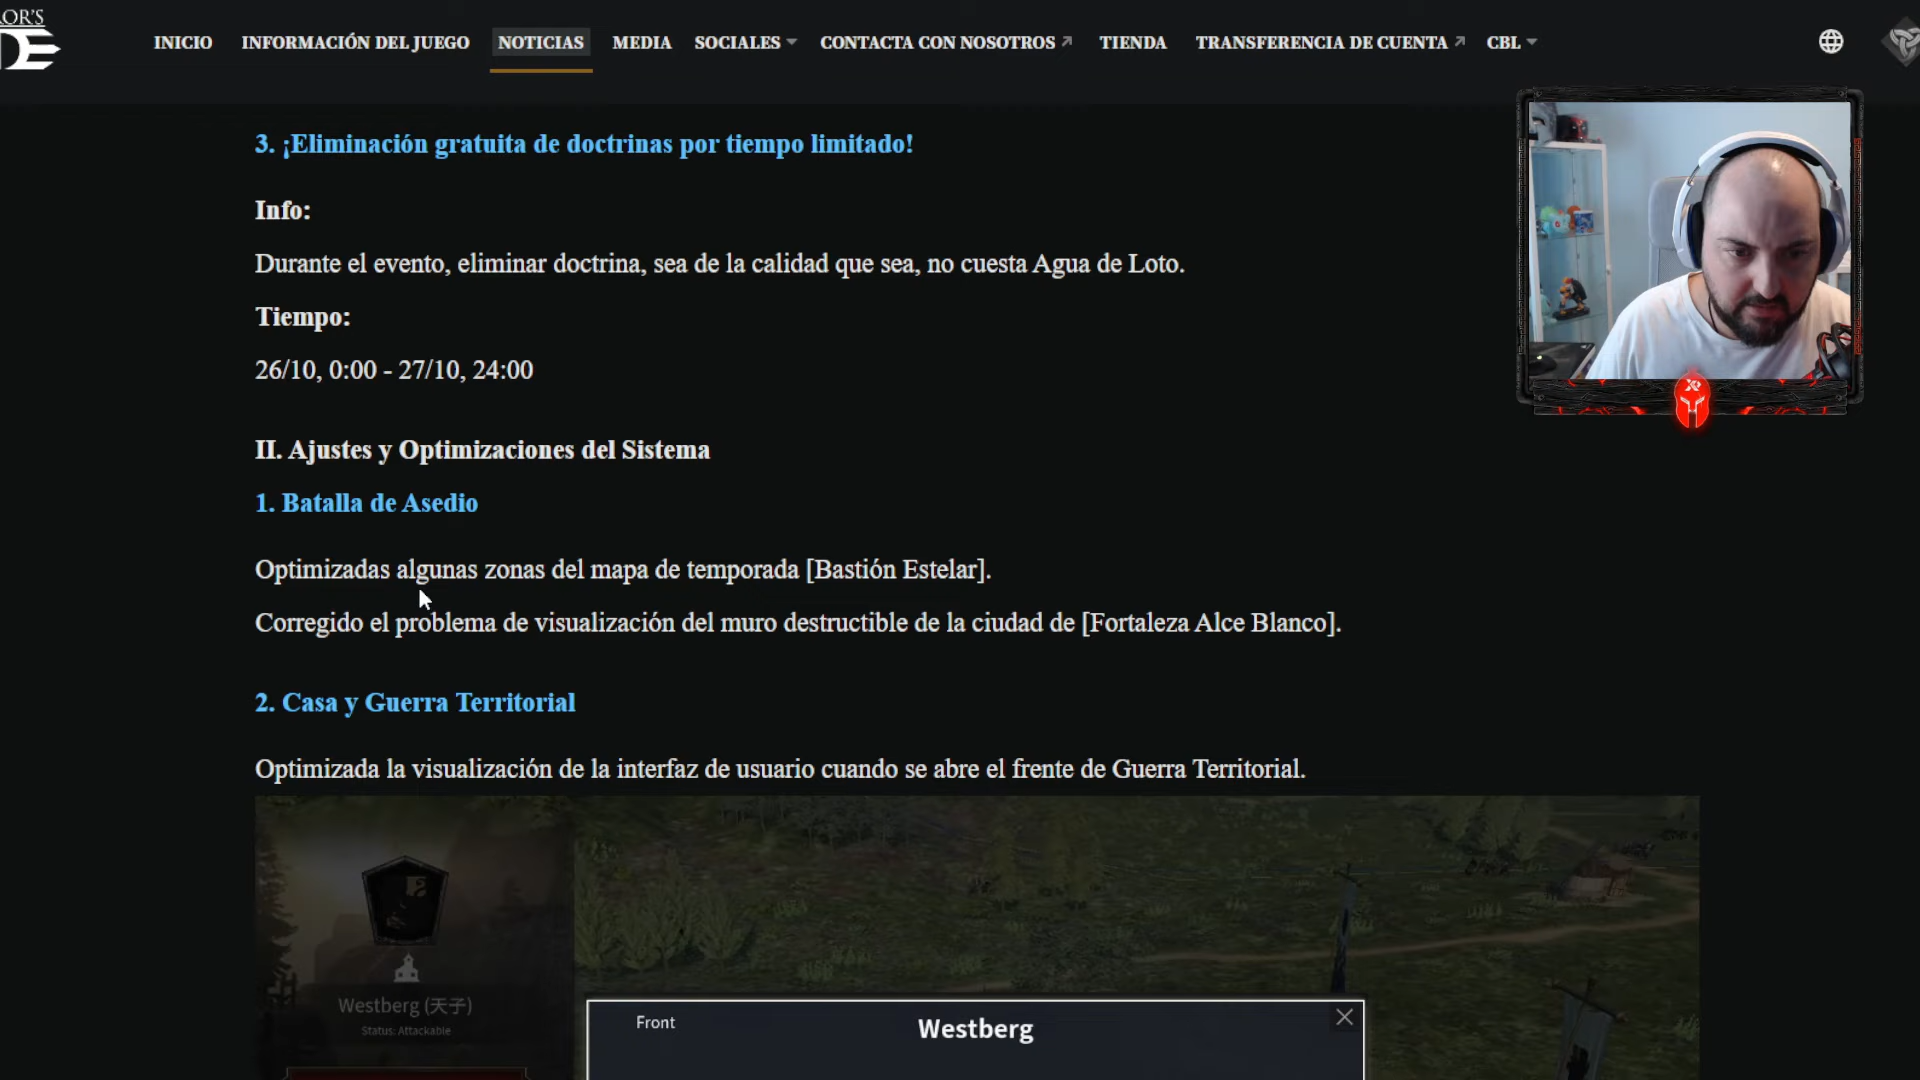 OR'S
DE
INICIO INFORMACIÓN DEL JUEGO NOTICIAS MEDIA SOCIALES CONTACTA CON NOSOTROS TIENDA TRANSFERENCIA DE CUENTA CBL
3. ¡Eliminación gratuita de doctrinas por tiempo limitado!
Info:
Durante el evento, eliminar doctrina, sea de la calidad que sea, no cuesta Agua de Loto.
Tiempo:
26/10, 0:00 - 27/10, 24:00
II. Ajustes y Optimizaciones del Sistema
1. Batalla de Asedio
Optimizadas algunas zonas del mapa de temporada [Bastión Estelar].
Corregido el problema de visualización del muro destructible de la ciudad de [Fortaleza Alce Blanco].
2. Casa y Guerra Territorial
Optimizada la visualización de la interfaz de usuario cuando se abre el frente de Guerra Territorial.
Westberg (天子)
Status: Attackable
Front
Westberg